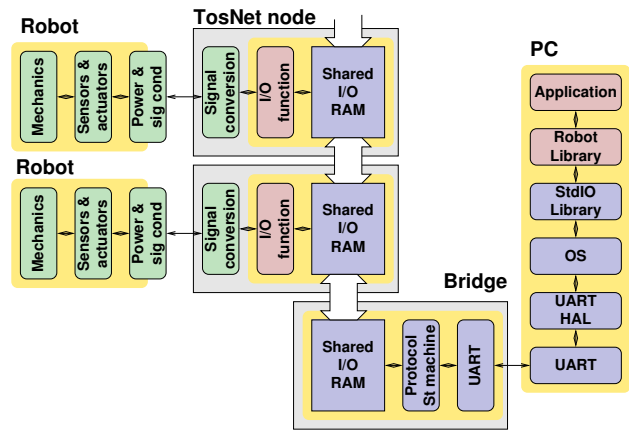 TosNet node
Robot
Mechanics
Sensors &
actuators
Power &
sig cond
Signal
conversion
I/O
function
Shared
I/O
RAM
PC
Application
Robot
Library
StdIO
Library
OS
UART
HAL
UART
Robot
Mechanics
Sensors &
actuators
Power &
sig cond
Signal
conversion
I/O
function
Shared
I/O
RAM
Bridge
Shared
I/O
RAM
Protocol
St machine
UART